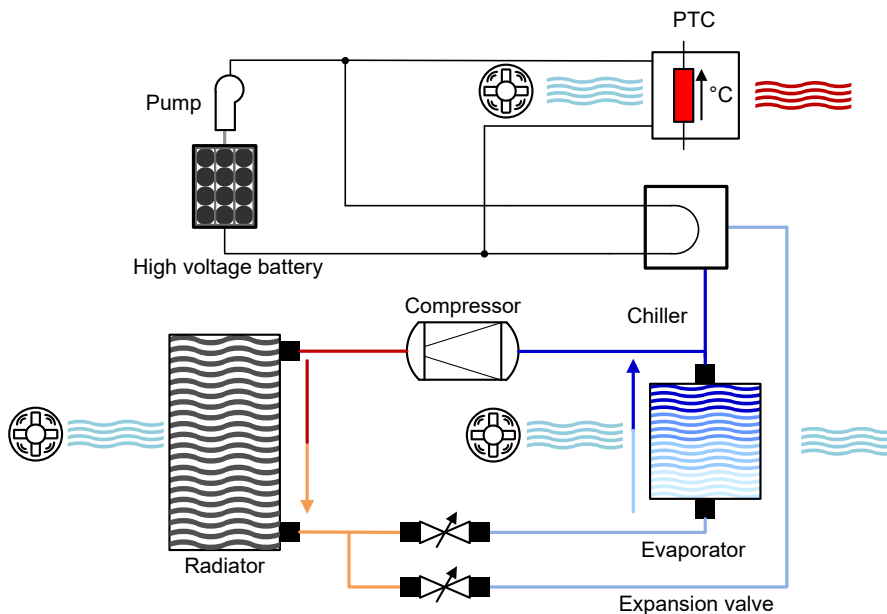 PTC
°C
Pump
High voltage battery
Compressor
Chiller
Radiator
Evaporator
Expansion valve